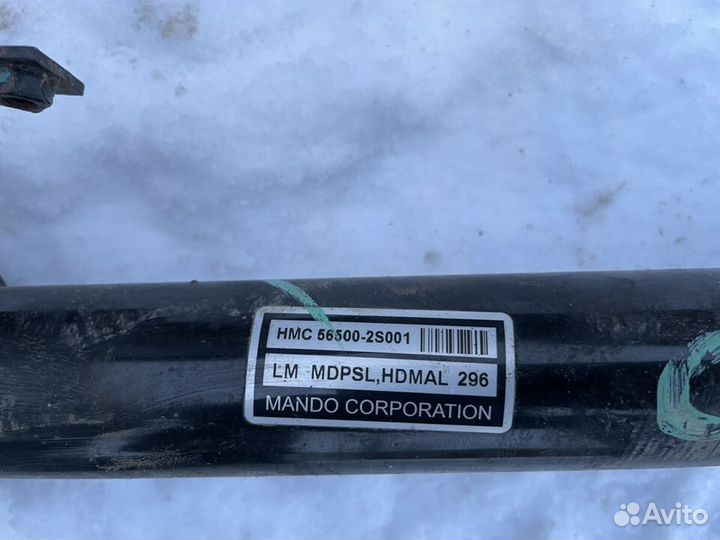 HMC 56500-2S001
LM MDPSL,HDMAL 296
MANDO CORPORATION
Avito